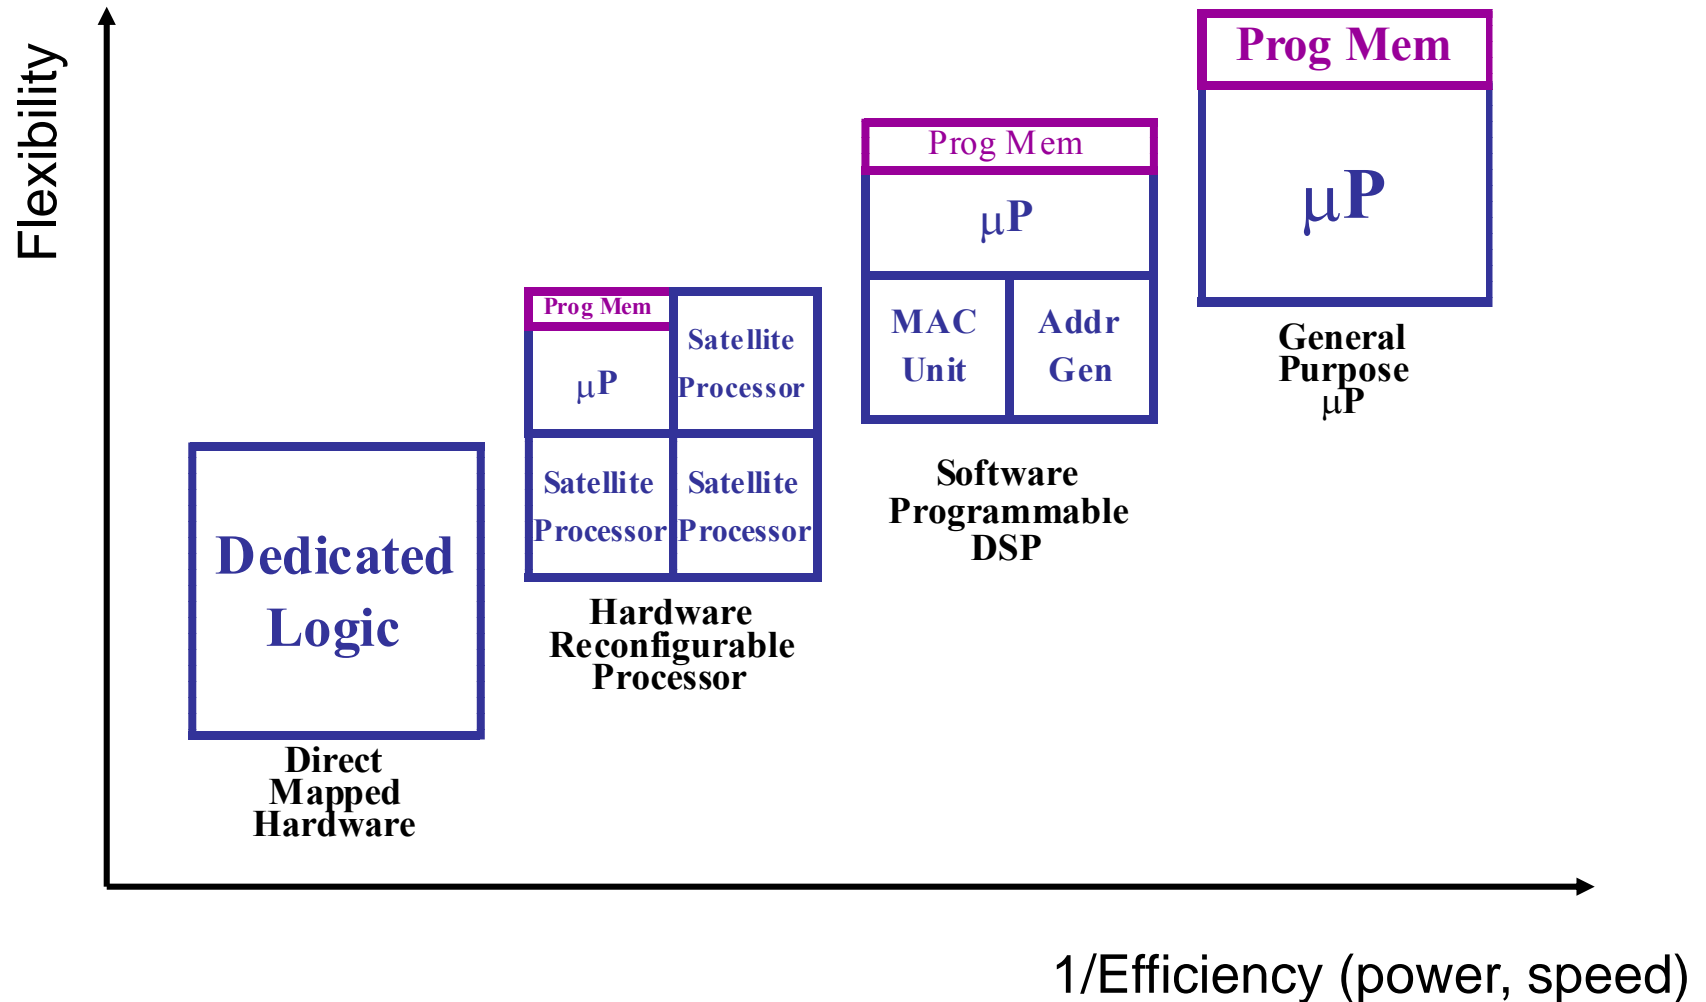 Flexibility
Prog Mem
μP
General
Purpose
μP
Prog Mem
μP
MAC
Unit
Addr
Gen
Software
Programmable
DSP
Prog Mem
μP
Satellite
Processor
Satellite
Processor
Satellite
Processor
Hardware
Reconfigurable
Processor
Dedicated
Logic
Direct
Mapped
Hardware
1/Efficiency (power, speed)